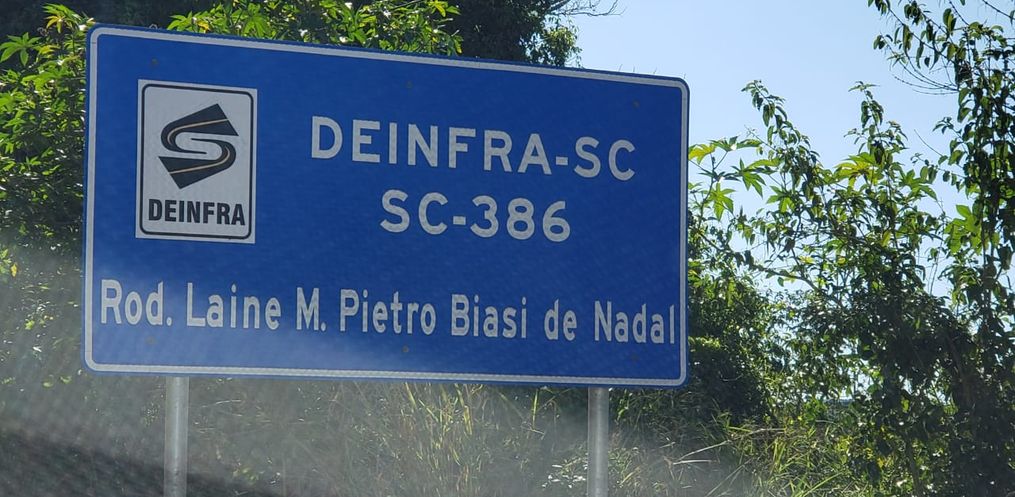 DEINFRA
DEINFRA-SC
SC-386
Rod. Laine M. Pietro Biasi de Nadal